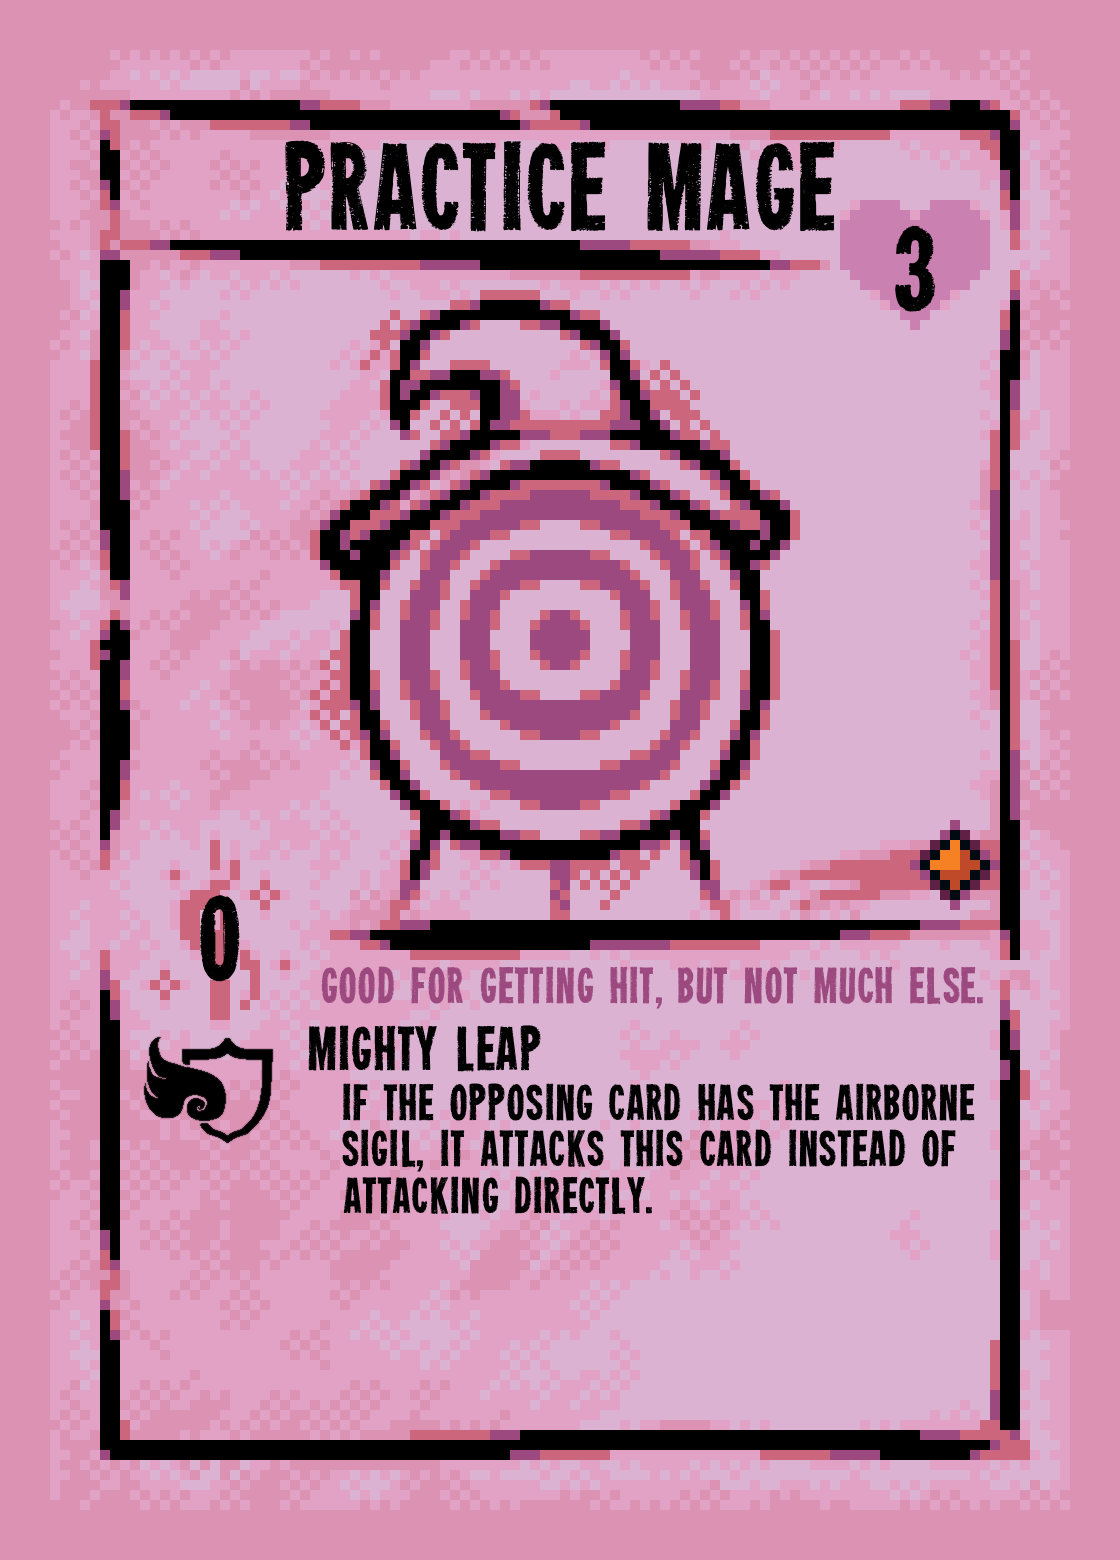 PRACTICE MAGE
3
0
GOOD FOR GETTING HIT, BUT NOT MUCH ELSE.
MIGHTY LEAP
IF THE OPPOSING CARD HAS THE AIRBORNE
SIGIL, IT ATTACKS THIS CARD INSTEAD OF
ATTACKING DIRECTLY.